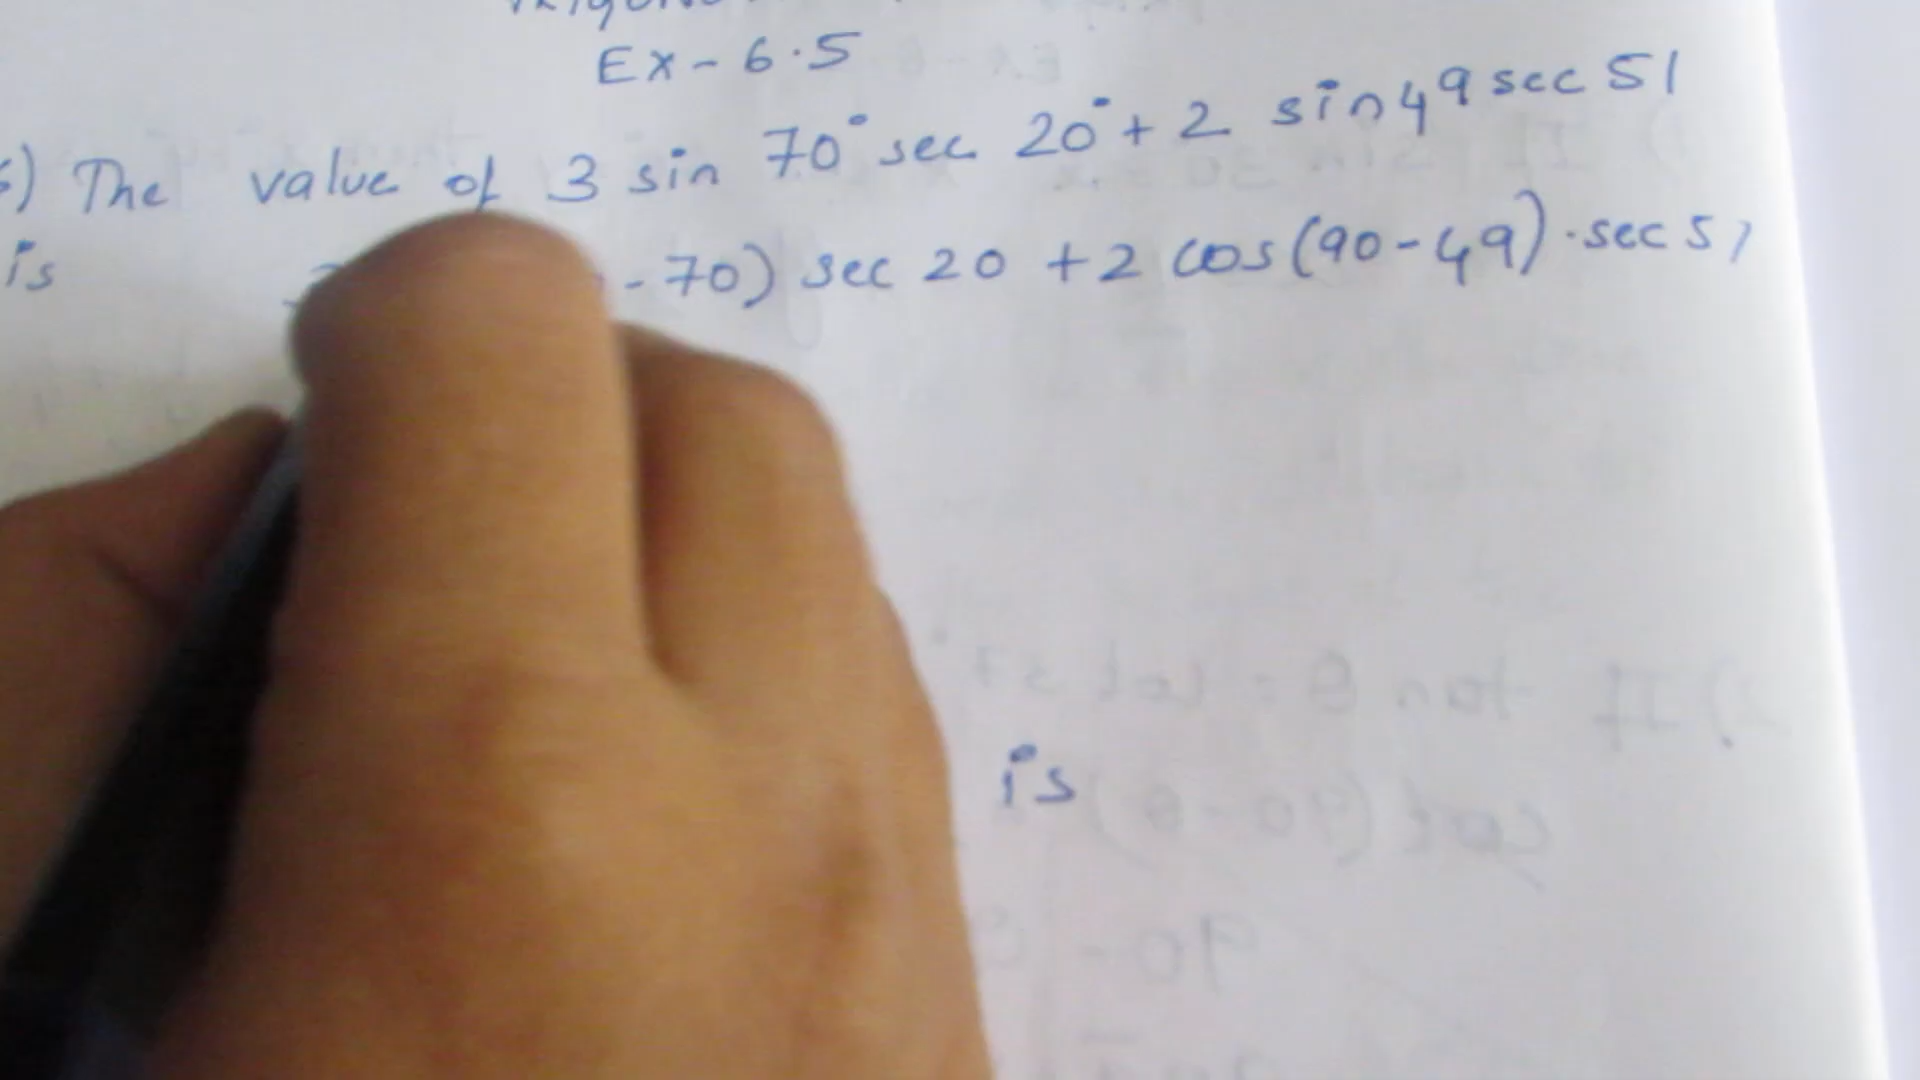 Ex-6.5
) The value of 3 sin 70° sec 20° + 2 sin 49 sec 51
is
- 70) sec 20 + 2 cos(90-49) . sec 51
is